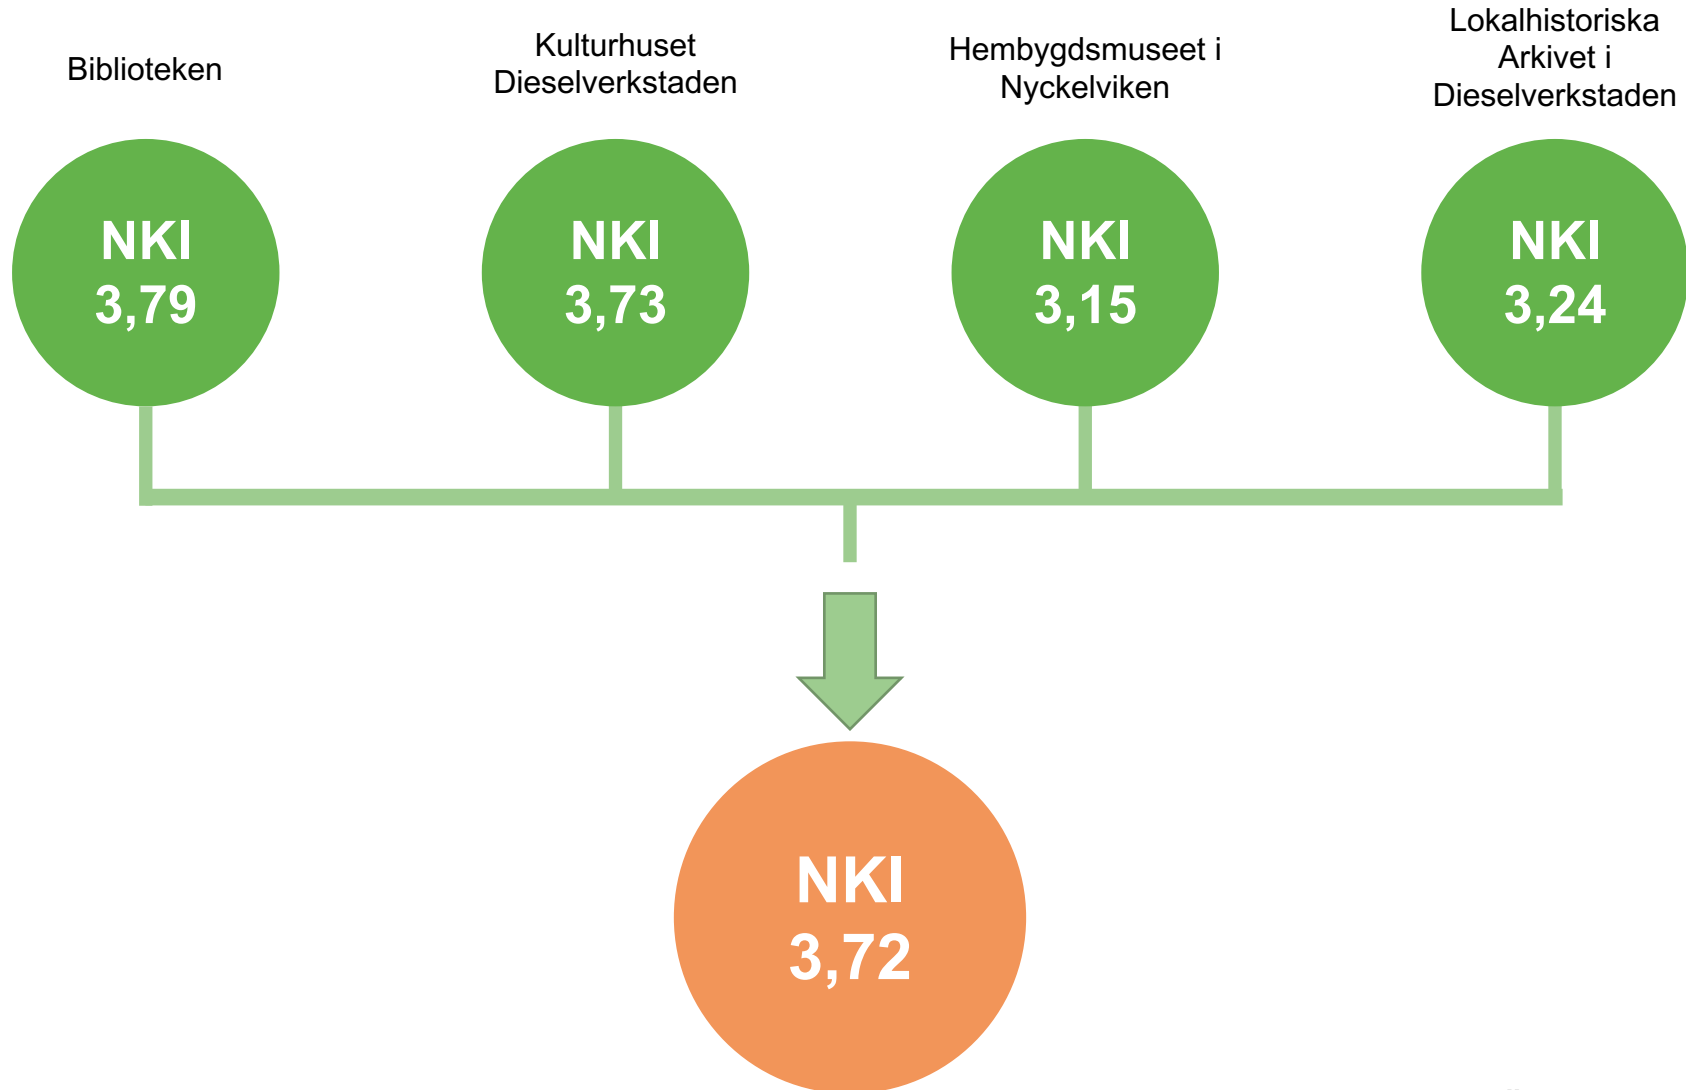 Biblioteken
Kulturhuset
Dieselverkstaden
Hembygdsmuseet i
Nyckelviken
Lokalhistoriska
Arkivet i
Dieselverkstaden
NKI
3,79
NKI
3,73
NKI
3,15
NKI
3,24
NKI
3,72